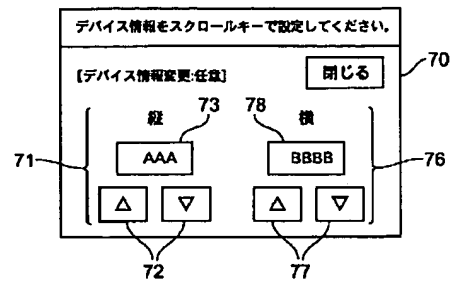 デバイス情報をスクロールキーで設定してください。
[デバイス情報変更:任意] 閉じる 70
73 78
縦 横
71 AAA BBBB 76
△ ▽ △ ▽
72 77